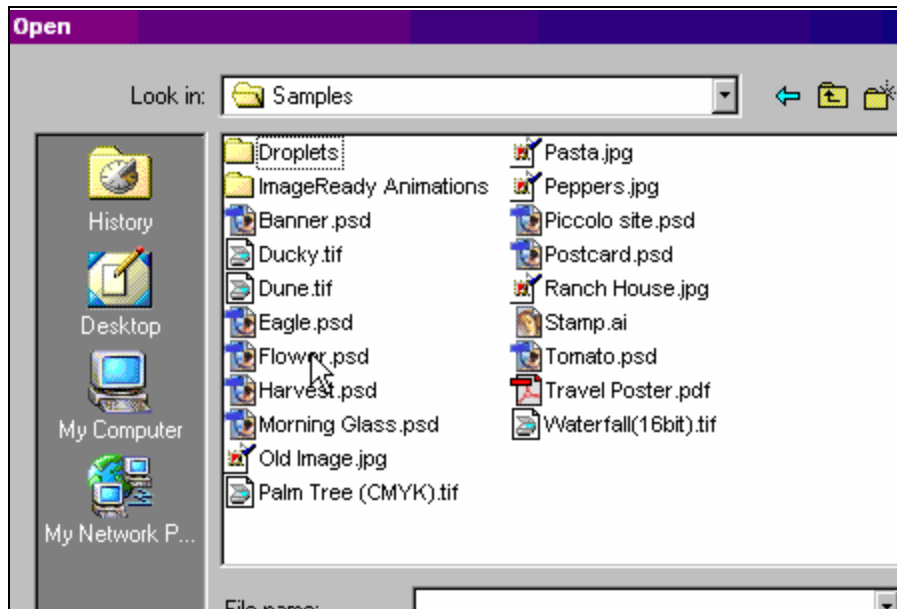 Open
Look in:
Samples
History
Desktop
My Computer
My Network P...
Droplets
ImageReady Animations
Banner.psd
Ducky.tif
Dune.tif
Eagle.psd
Flower.psd
Harvest.psd
Morning Glass.psd
Old Image.jpg
Palm Tree (CMYK).tif
Pasta.jpg
Peppers.jpg
Piccolo site.psd
Postcard.psd
Ranch House.jpg
Stamp.ai
Tomato.psd
Travel Poster.pdf
Waterfall(16bit).tif
File name: